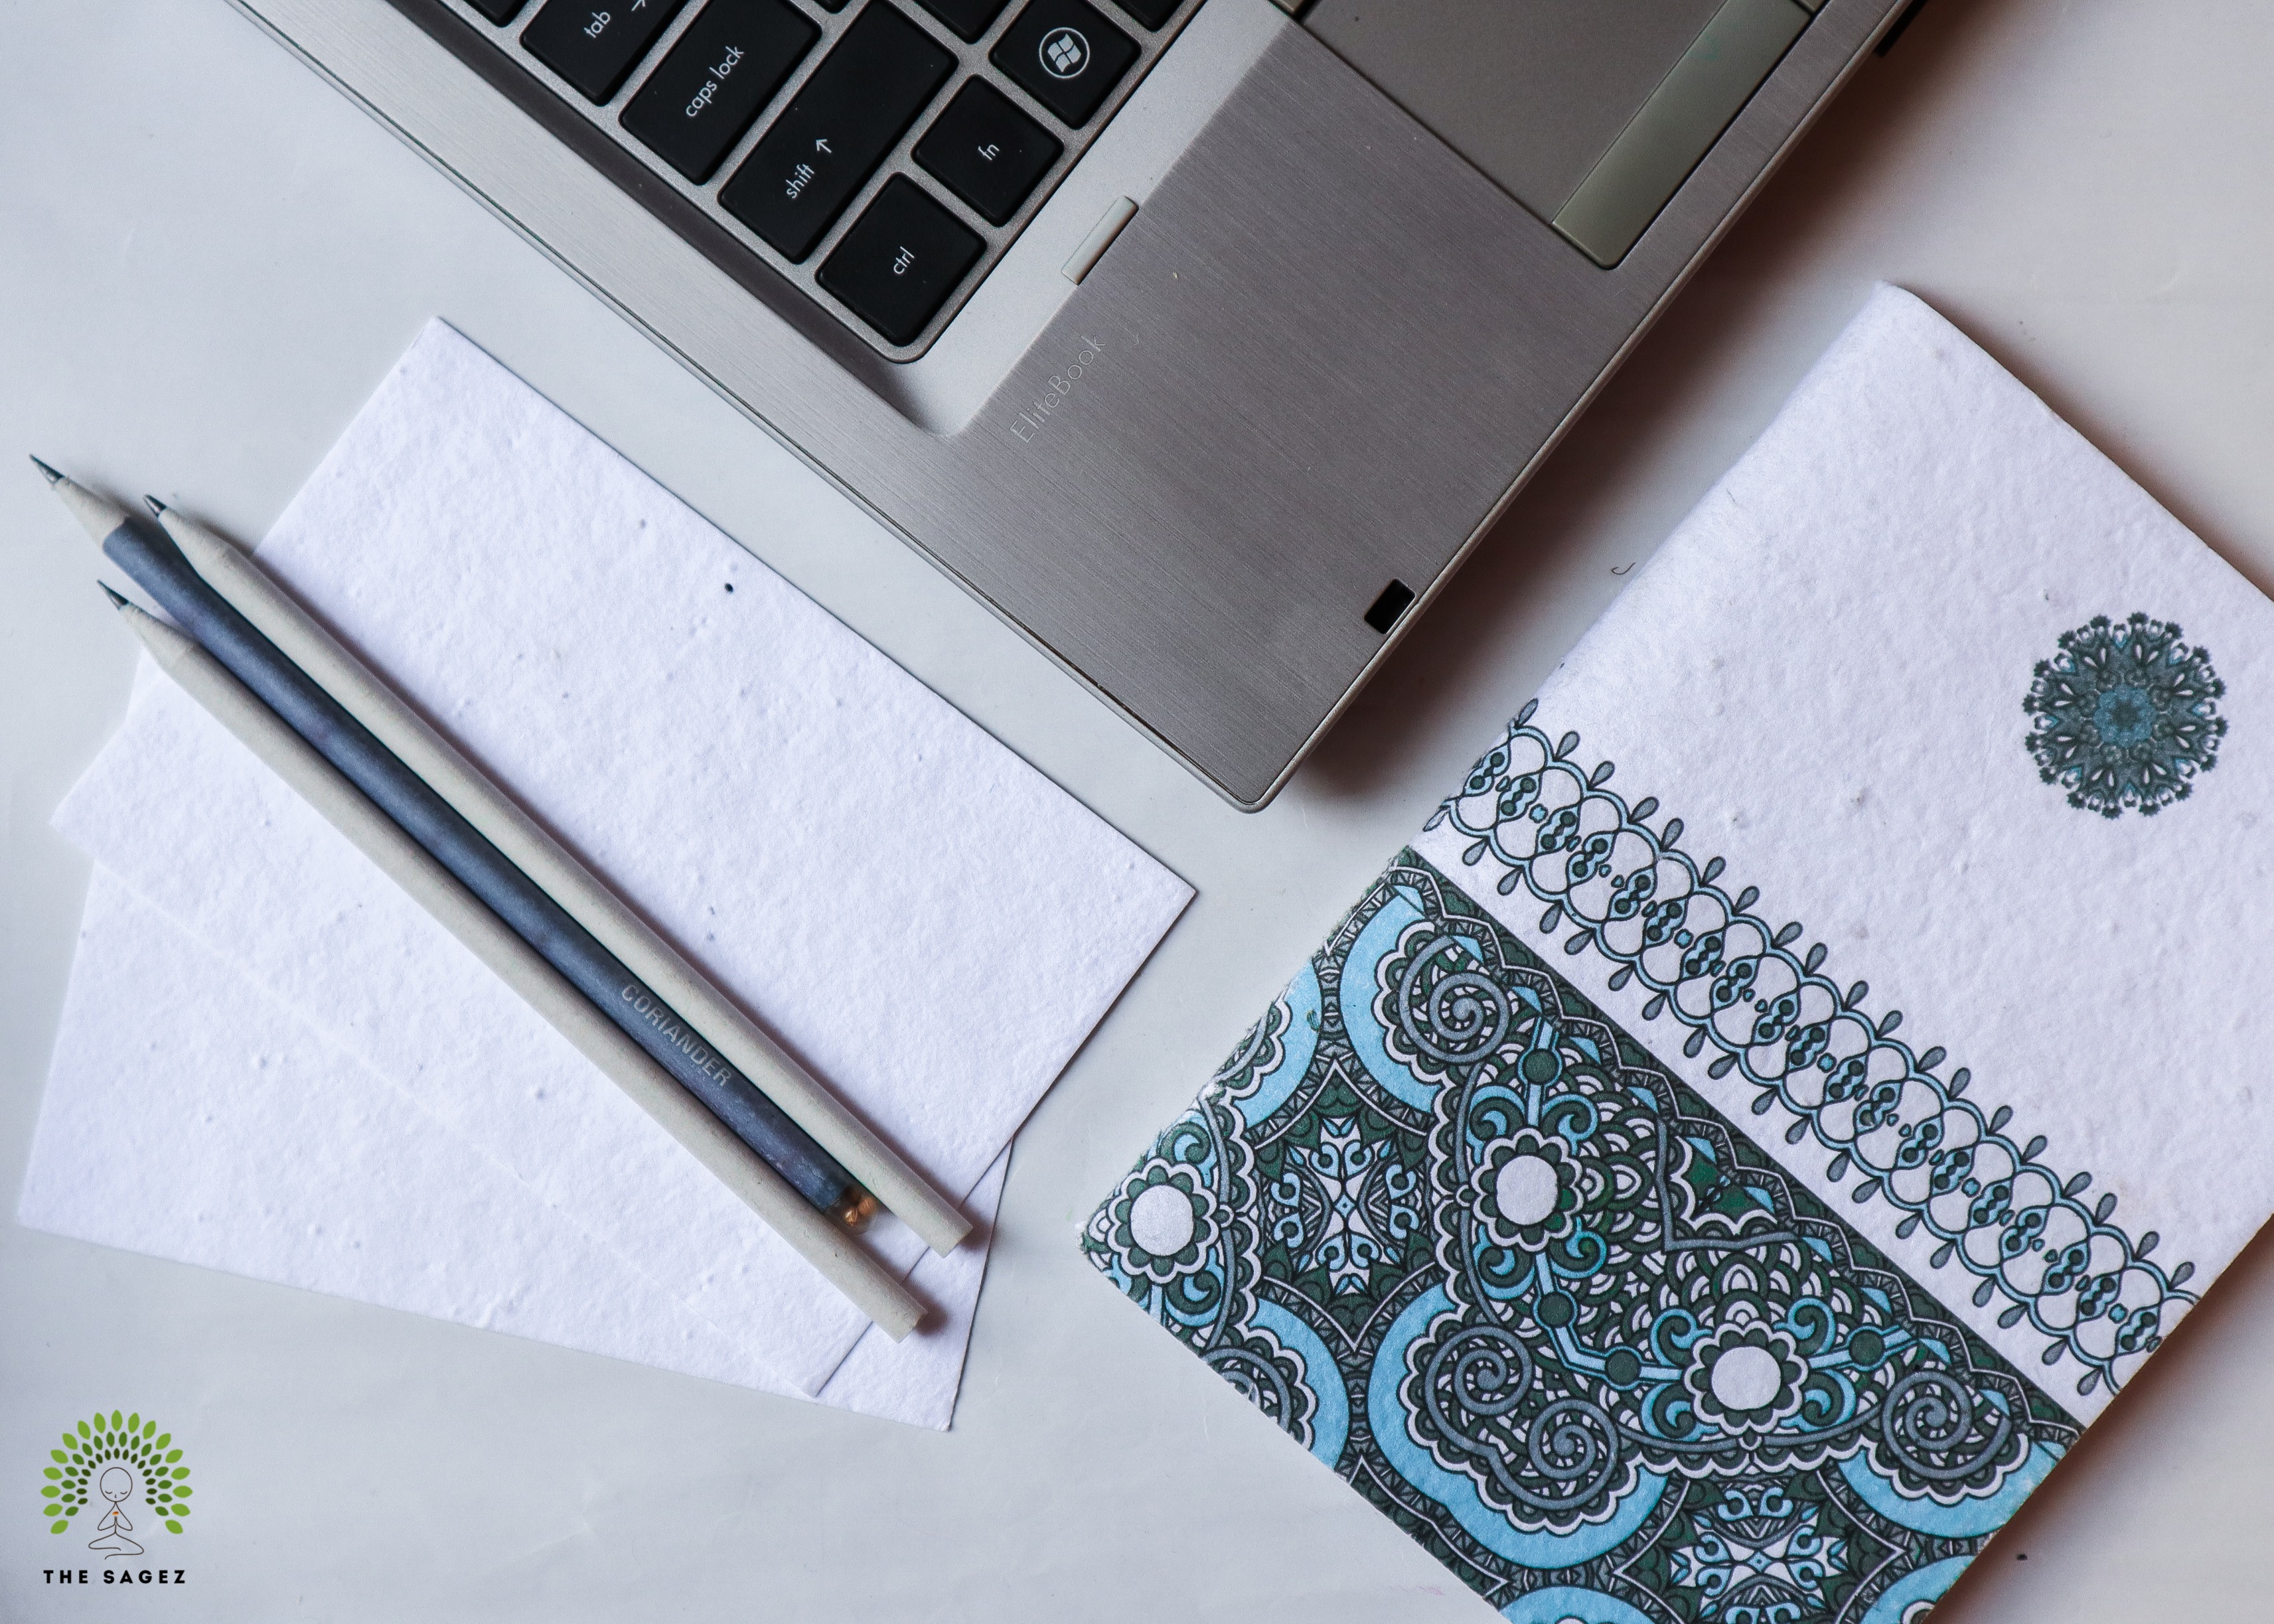 tab
caps lock
shift
fn
ctrl
EliteBook
CORIANDER
THE SAGEZ